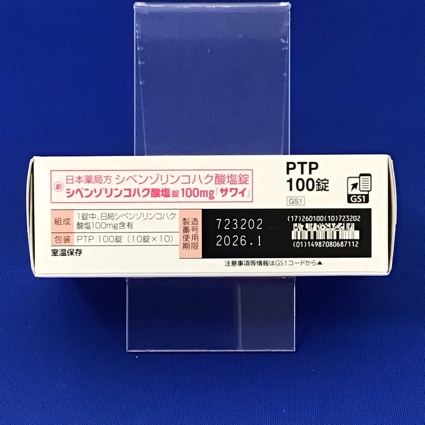 日本薬局方 シベンゾリンコハク酸塩錠
劇 シベンゾリンコハク酸塩錠100mg「サワイ」
PTP
100錠
GS1
GS1
組成 1錠中、日局シベンゾリンコハク
酸塩100mg含有
包装 PTP 100錠(10錠×10)
室温保存
製造番号 723202
使用期限 2026.1
(17)260100(10)723202
(01)14987080687112
注意事項等情報はGS1コードから▲